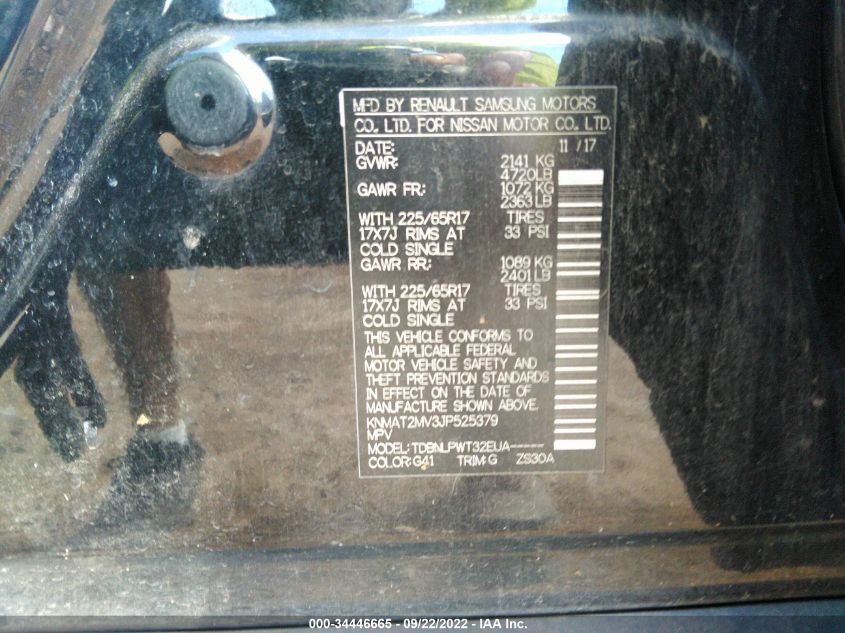 MFD BY RENAULT SAMSUNG MOTORS
CO., LTD. FOR NISSAN MOTOR CO., LTD.
DATE: 11 /17
GVWR: 2141 KG
4720LB
GAWR FR: 1072 KG
2363 LB
WITH 225/65R17 TIRES
17X7J RIMS AT 33 PSI
COLD SINGLE
GAWR RR: 1089 KG
2401 LB
WITH 225/65R17 TIRES
17X7J RIMS AT 33 PSI
COLD SINGLE
THIS VEHICLE CONFORMS TO
ALL APPLICABLE FEDERAL
MOTOR VEHICLE SAFETY AND
THEFT PREVENTION STANDARDS
IN EFFECT ON THE DATE OF
MANUFACTURE SHOWN ABOVE.
KNMAT2MV3JP525379
MPV
MODEL: TDBNLPWT32EUA-----
COLOR: G41 TRIM: G ZS30A
000-34446665 - 09/22/2022 - IAA Inc.